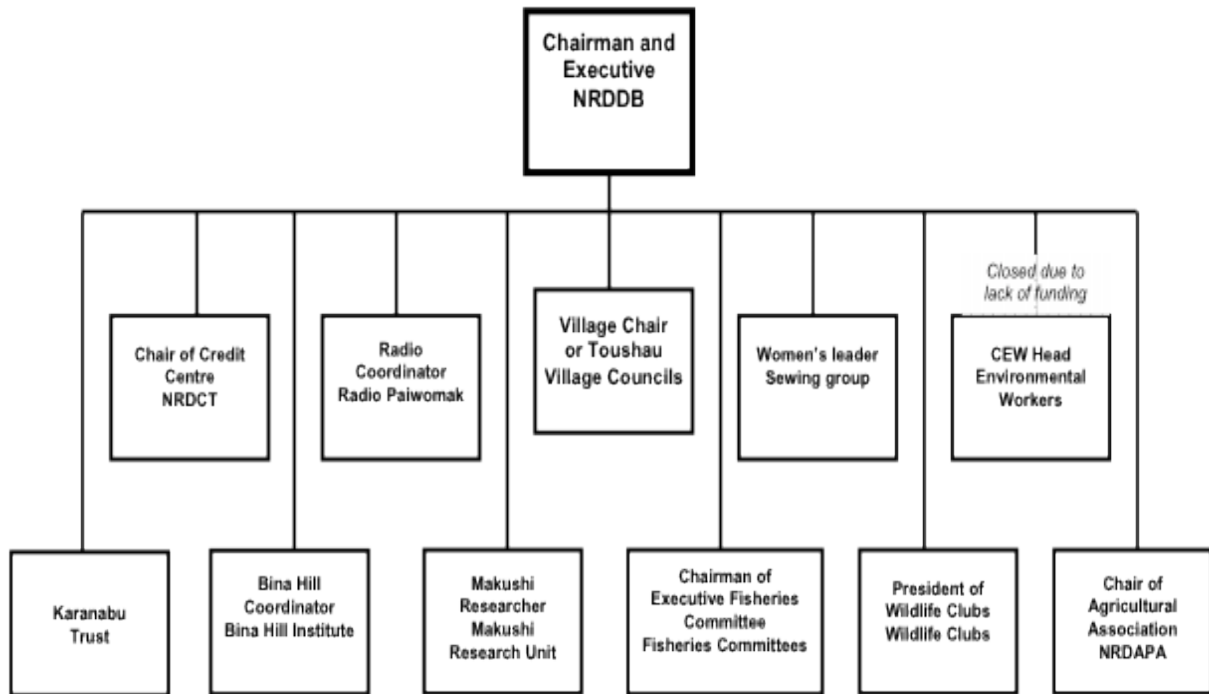 Chairman and
Executive
NRDDB
Closed due to
lack of funding
Chair of Credit
Centre
NRDCT
Radio
Coordinator
Radio Paiwomak
Village Chair
or Toushau
Village Councils
Women's leader
Sewing group
CEW Head
Environmental
Workers
Karanabu
Trust
Bina Hill
Coordinator
Bina Hill Institute
Makushi
Researcher
Makushi
Research Unit
Chairman of
Executive Fisheries
Committee
Fisheries Committees
President of
Wildlife Clubs
Wildlife Clubs
Chair of
Agricultural
Association
NRDAPA